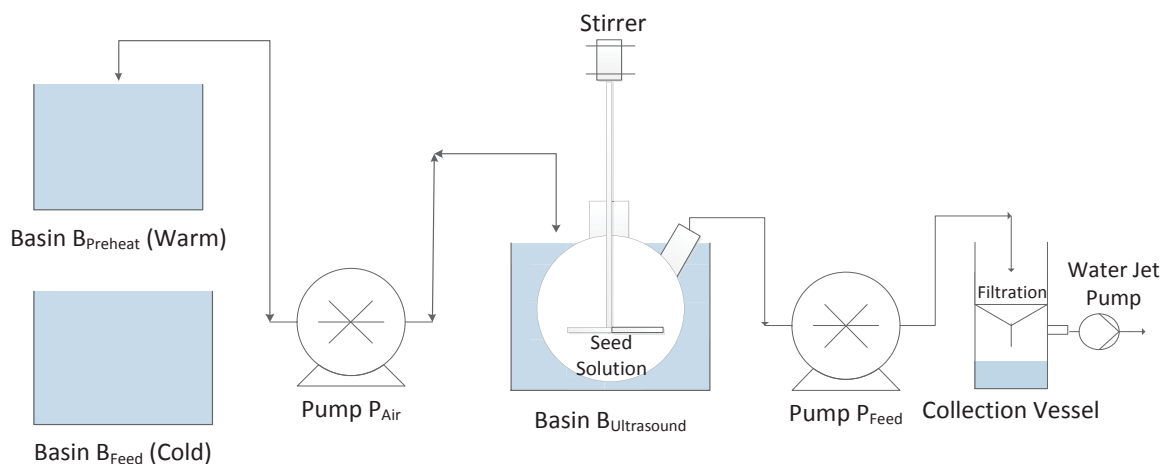 Stirrer
Basin BPreheat (Warm)
Basin BFeed (Cold)
Pump PAir
Seed
Solution
Basin BUltrasound
Pump PFeed
Filtration
Water Jet
Pump
Collection Vessel